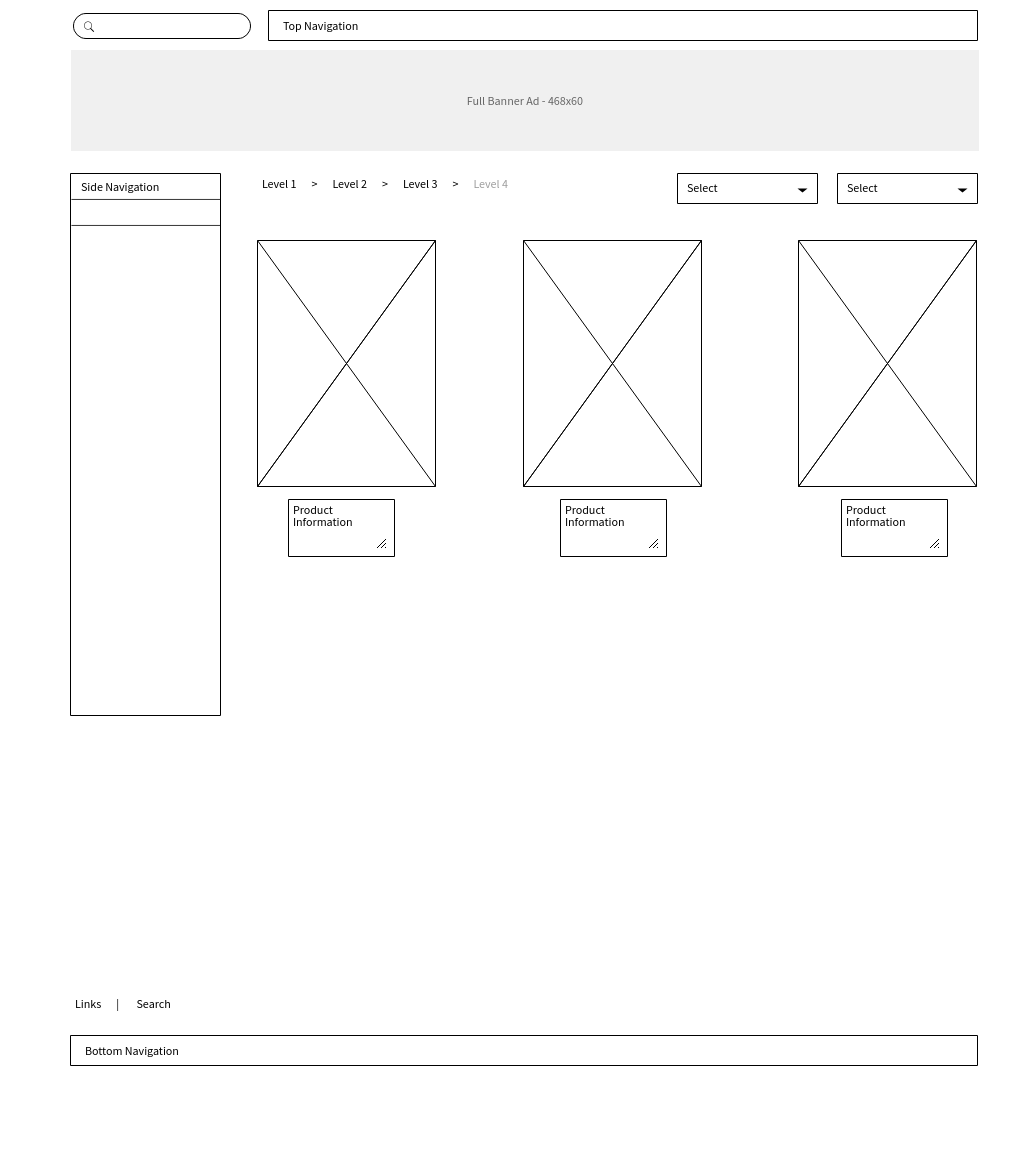 Top Navigation
Full Banner Ad - 468x60
Side Navigation
Level 1 > Level 2 > Level 3 > Level 4
Select
Select
Product
Information
Product
Information
Product
Information
Links | Search
Bottom Navigation